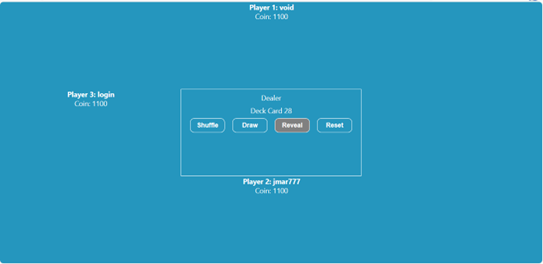 Player 1: void
Coin: 1100
Player 3: login
Coin: 1100
Dealer
Deck Card 28
Shuffle Draw Reveal Reset
Player 2: jmar777
Coin: 1100